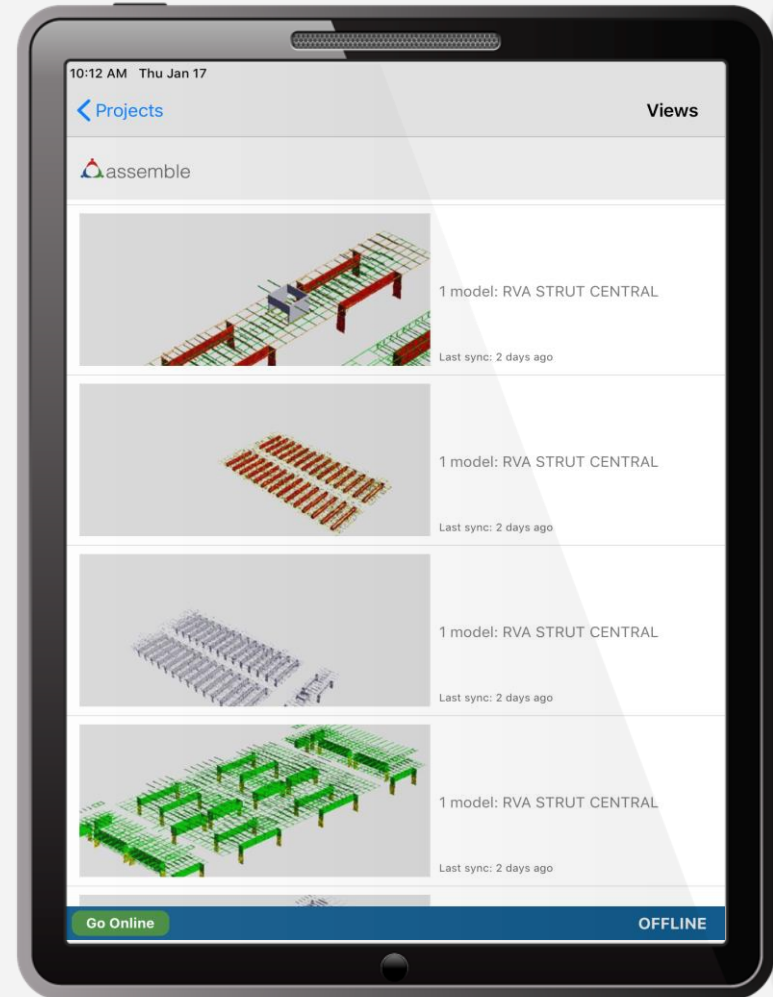 10:12 AM Thu Jan 17
Projects
Views
assemble
1 model: RVA STRUT CENTRAL
Last sync: 2 days ago
1 model: RVA STRUT CENTRAL
Last sync: 2 days ago
1 model: RVA STRUT CENTRAL
Last sync: 2 days ago
1 model: RVA STRUT CENTRAL
Last sync: 2 days ago
Go Online
OFFLINE